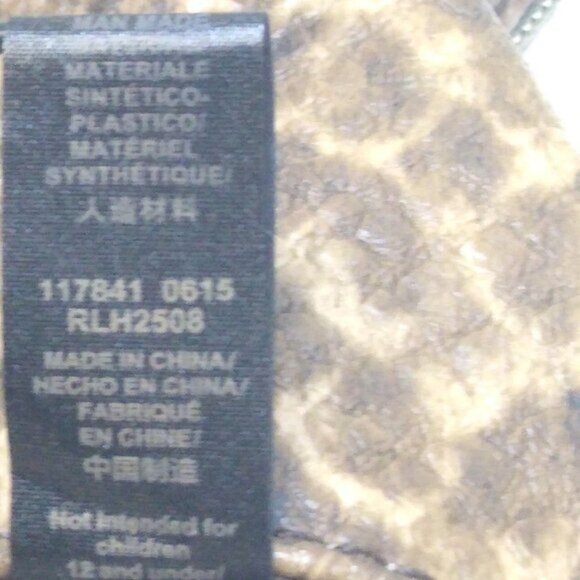 MAN MADE
MATERIALE
SINTÉTICO-
PLASTICO/
MATÉRIEL
SYNTHÉTIQUE/
人造材料
117841 0615
RLH2508
MADE IN CHINA/
HECHO EN CHINA/
FABRIQUÉ
EN CHINE/
中国制造
Not intended for
children
12 and under/